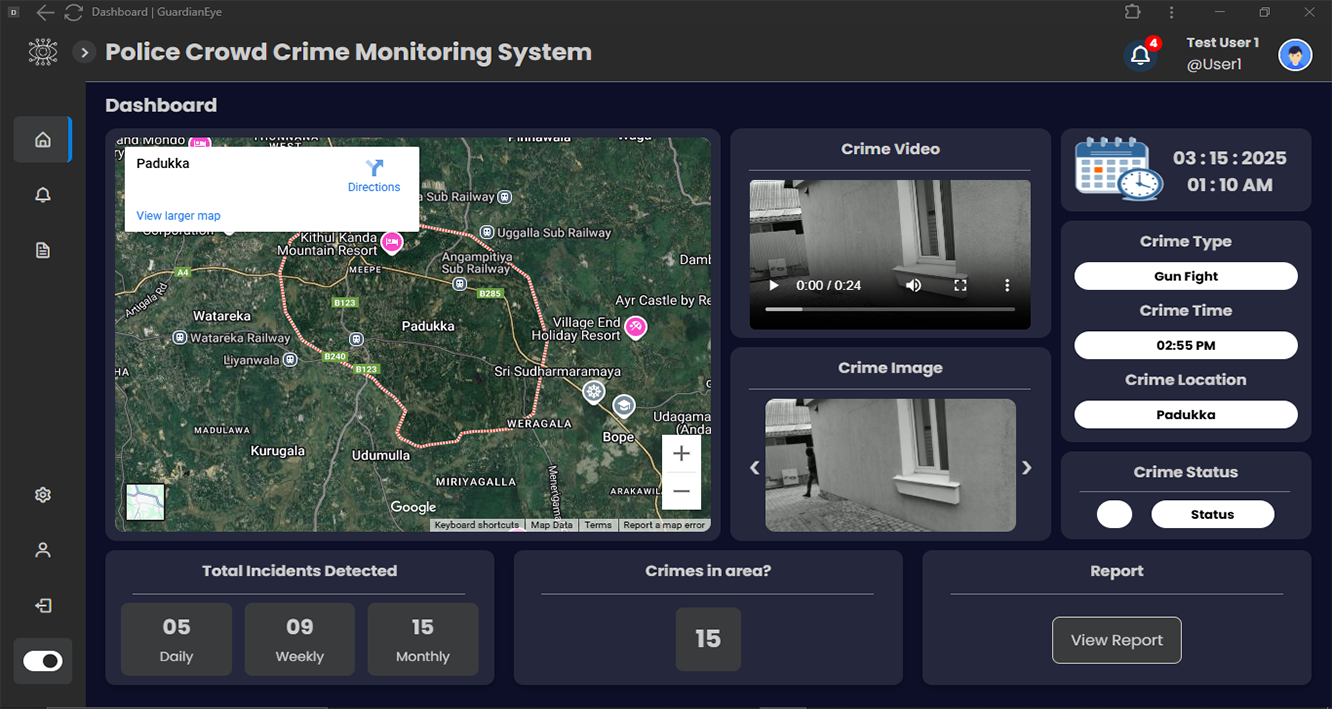 D
Dashboard | GuardianEye
Police Crowd Crime Monitoring System
4
Test User 1
@User1
Dashboard
and Mondo
WEST
Pinnawala
Padukka
Directions
View larger map
Corporation
a Sub Railway
Kithul Kanda
Mountain Resort
Uggalla Sub Railway
MEEPE
Angampitiya
Sub Railway
A4
B285
Damb
Artigala Rd
B123
Ayr Castle by Re
Watareka
Padukka
Village End
Holiday Resort
Watareka Railway
Liyanwala
B240
B123
HA
Sri Sudharmaramaya
MADULAWA
WERAGALA
Udagama
(Anda
Bope
Kurugala
Udumulla
MIRIYAGALLA
ARAKAWIL
Google
Keyboard shortcuts
Map Data
Terms
Report a map error
Crime Video
0:00 / 0:24
Crime Image
03 : 15 : 2025
01 : 10 AM
Crime Type
Gun Fight
Crime Time
02:55 PM
Crime Location
Padukka
Crime Status
Status
Total Incidents Detected
05
Daily
09
Weekly
15
Monthly
Crimes in area?
15
Report
View Report